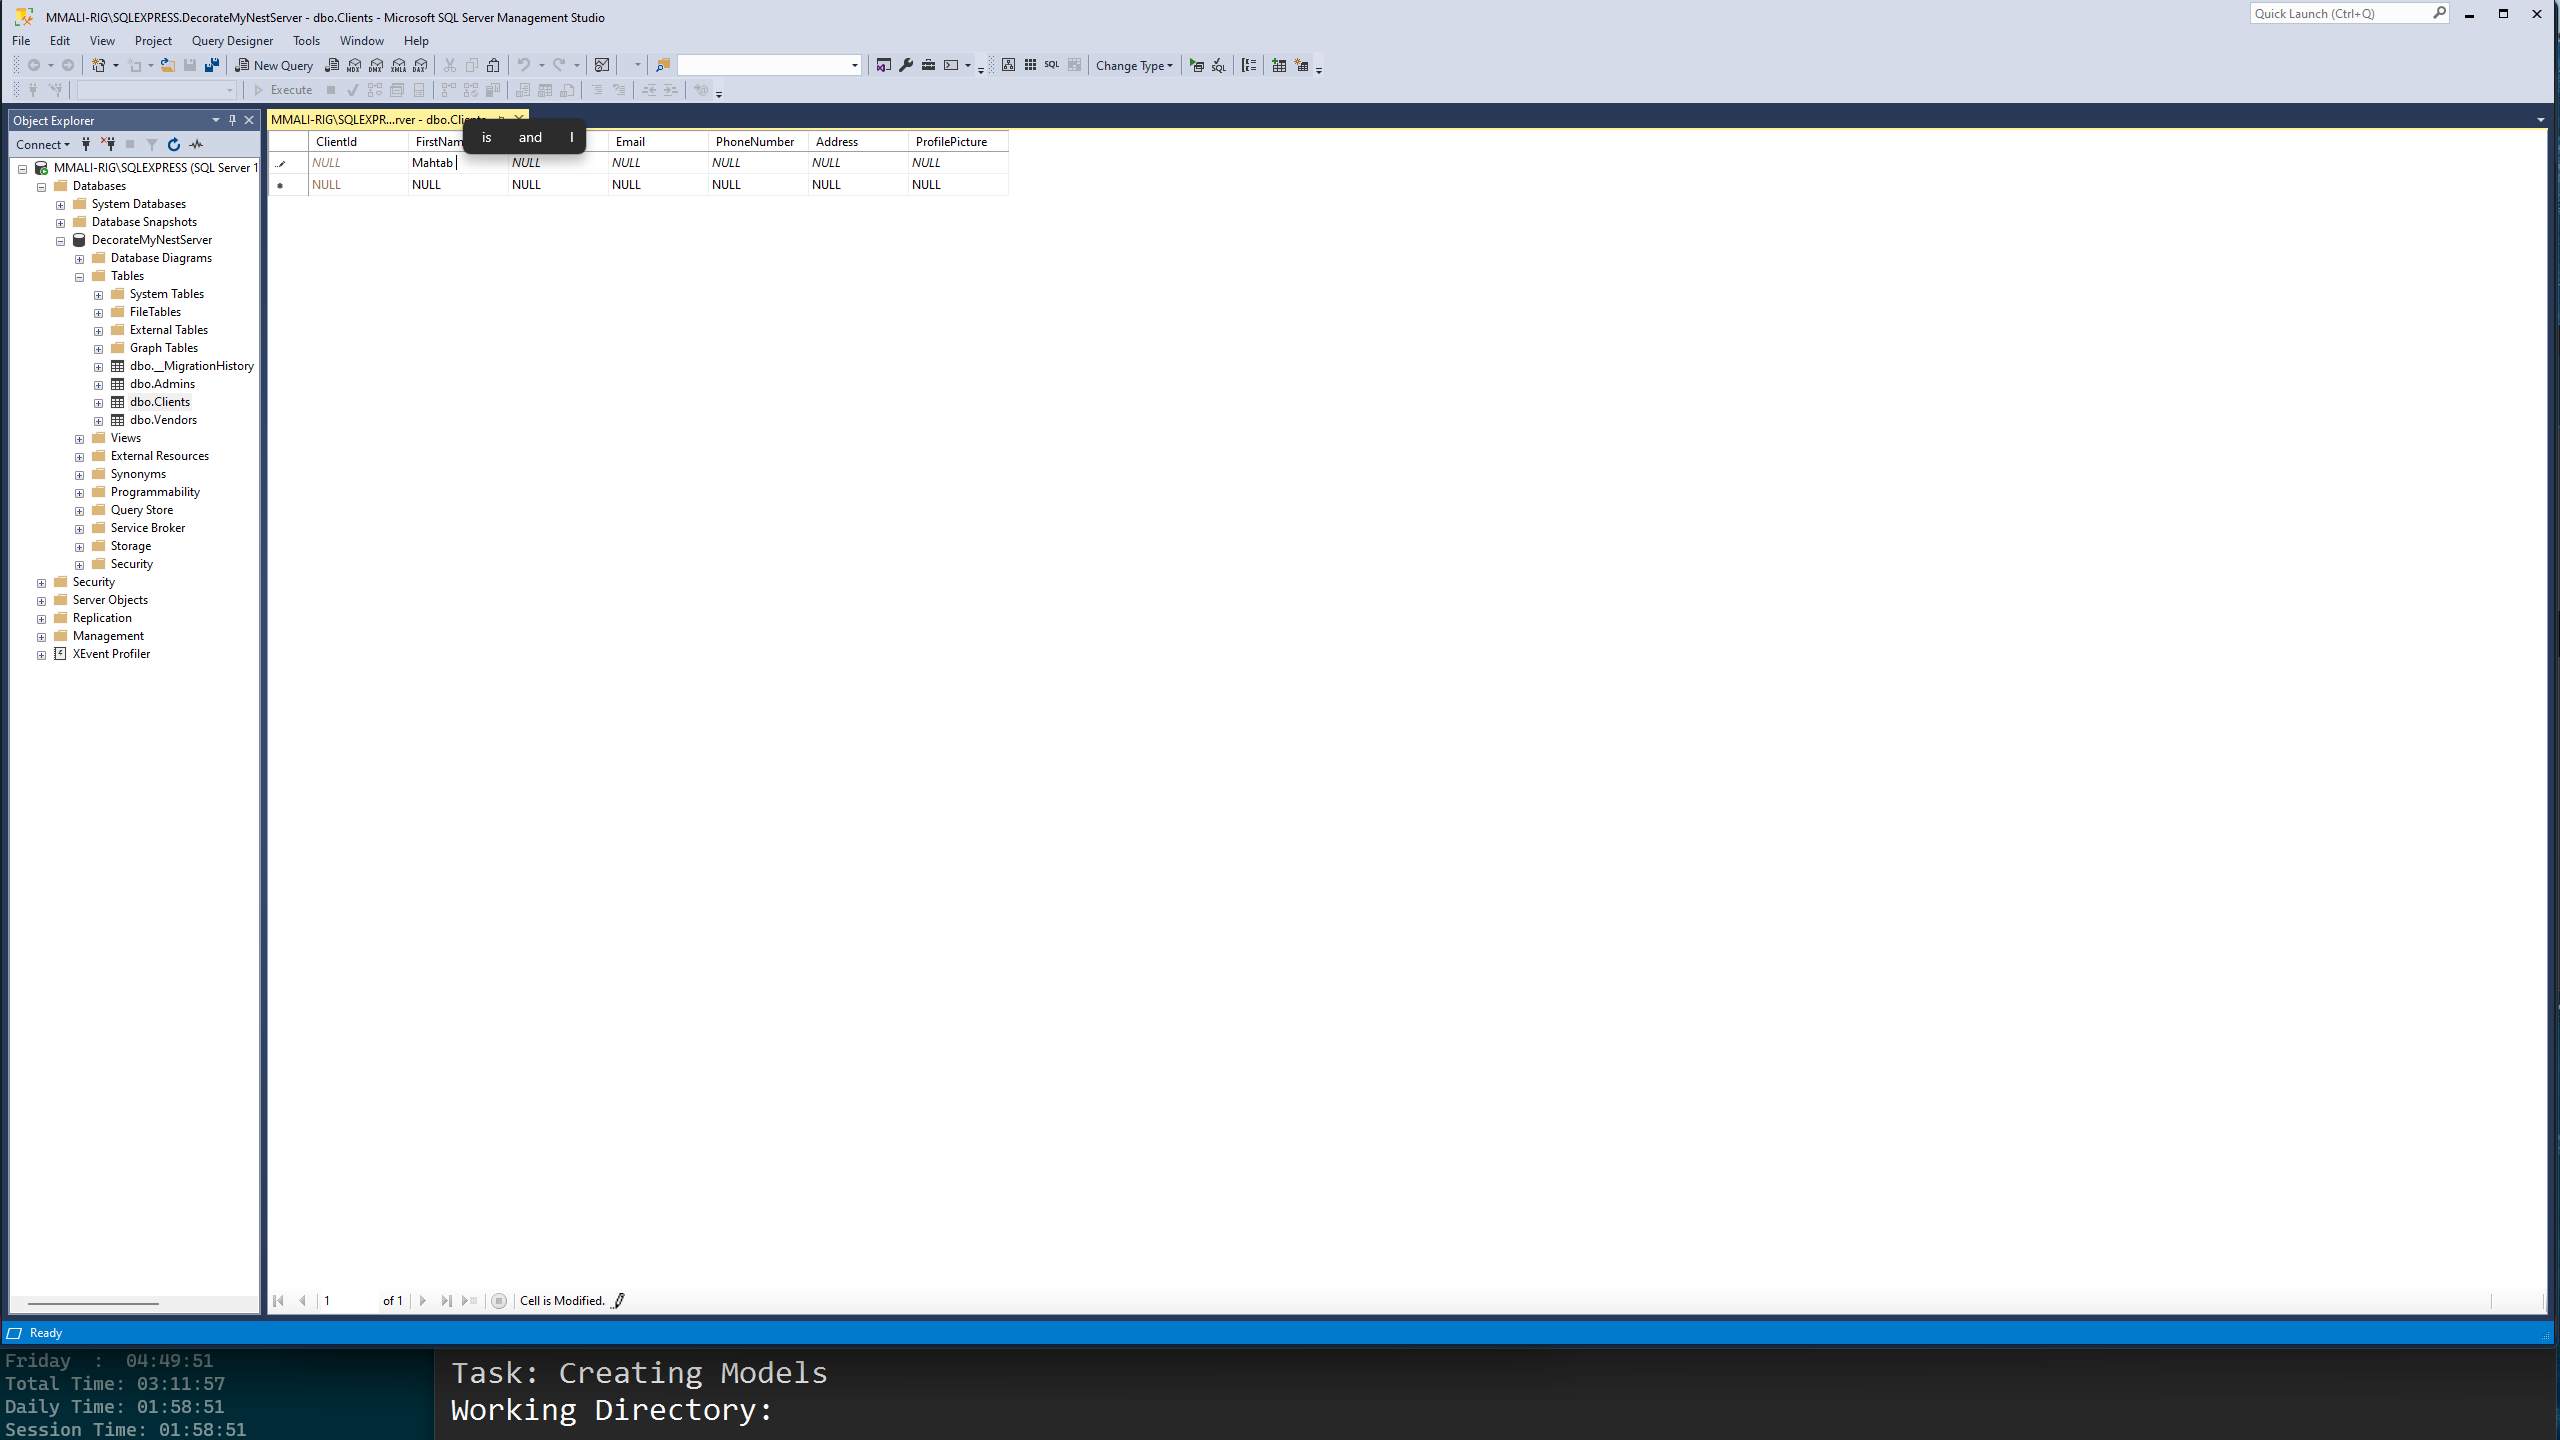 MMALI-RIG\SQLEXPRESS.DecorateMyNestServer - dbo.Clients - Microsoft SQL Server Management Studio
Quick Launch (Ctrl+Q)
File Edit View Project Query Designer Tools Window Help
New Query MDX DMX XMLA DAX SQL Change Type SQL
Execute
Object Explorer
MMALI-RIG\SQLEXPR...rver - dbo.Clients
is and I
Connect
ClientId FirstNam Email PhoneNumber Address ProfilePicture
NULL Mahtab NULL NULL NULL NULL NULL
NULL NULL NULL NULL NULL NULL NULL
MMALI-RIG\SQLEXPRESS (SQL Server 1
Databases
System Databases
Database Snapshots
DecorateMyNestServer
Database Diagrams
Tables
System Tables
FileTables
External Tables
Graph Tables
dbo.__MigrationHistory
dbo.Admins
dbo.Clients
dbo.Vendors
Views
External Resources
Synonyms
Programmability
Query Store
Service Broker
Storage
Security
Security
Server Objects
Replication
Management
XEvent Profiler
1 of 1 Cell is Modified.
Ready
Friday : 04:49:51
Total Time: 03:11:57
Daily Time: 01:58:51
Session Time: 01:58:51
Task: Creating Models
Working Directory: